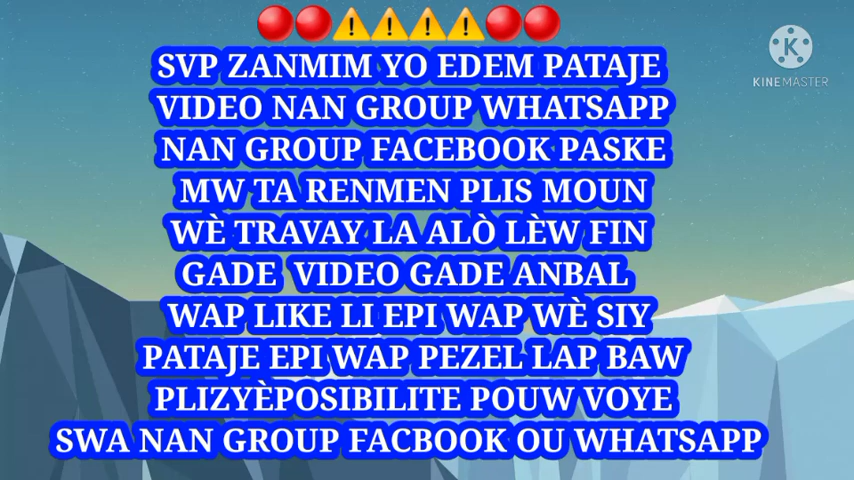 🔴🔴⚠️⚠️⚠️⚠️🔴🔴
SVP ZANMIM YO EDEM PATAJE
VIDEO NAN GROUP WHATSAPP
NAN GROUP FACEBOOK PASKE
MW TA RENMEN PLIS MOUN
WÈ TRAVAY LA ALÒ LÈW FIN
GADE VIDEO GADE ANBAL
WAP LIKE LI EPI WAP WÈ SIY
PATAJE EPI WAP PEZEL LAP BAW
PLIZYÈPOSIBILITE POUW VOYE
SWA NAN GROUP FACBOOK OU WHATSAPP
K
KINEMASTER